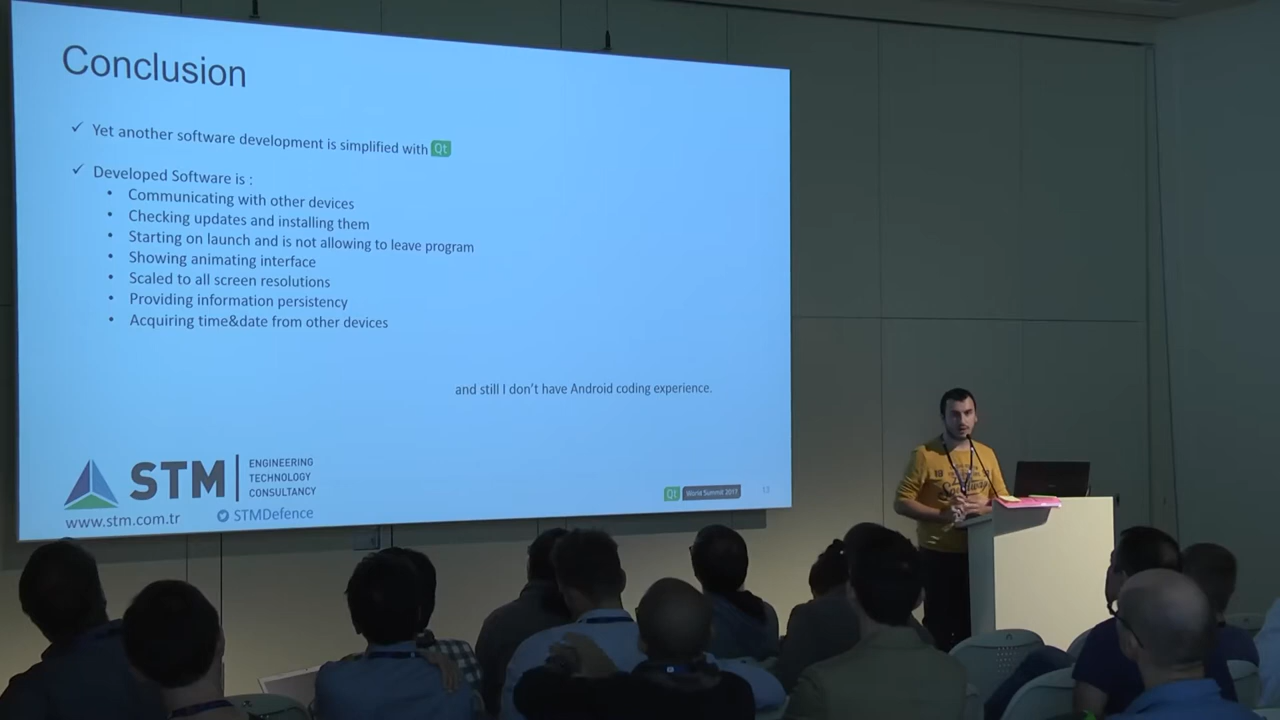 Conclusion
✓ Yet another software development is simplified with Qt
✓ Developed Software is :
• Communicating with other devices
• Checking updates and installing them
• Starting on launch and is not allowing to leave program
• Showing animating interface
• Scaled to all screen resolutions
• Providing information persistency
• Acquiring time&date from other devices
and still I don't have Android coding experience.
STM
ENGINEERING
TECHNOLOGY
CONSULTANCY
www.stm.com.tr
STMDefence
Qt World Summit 2017
13